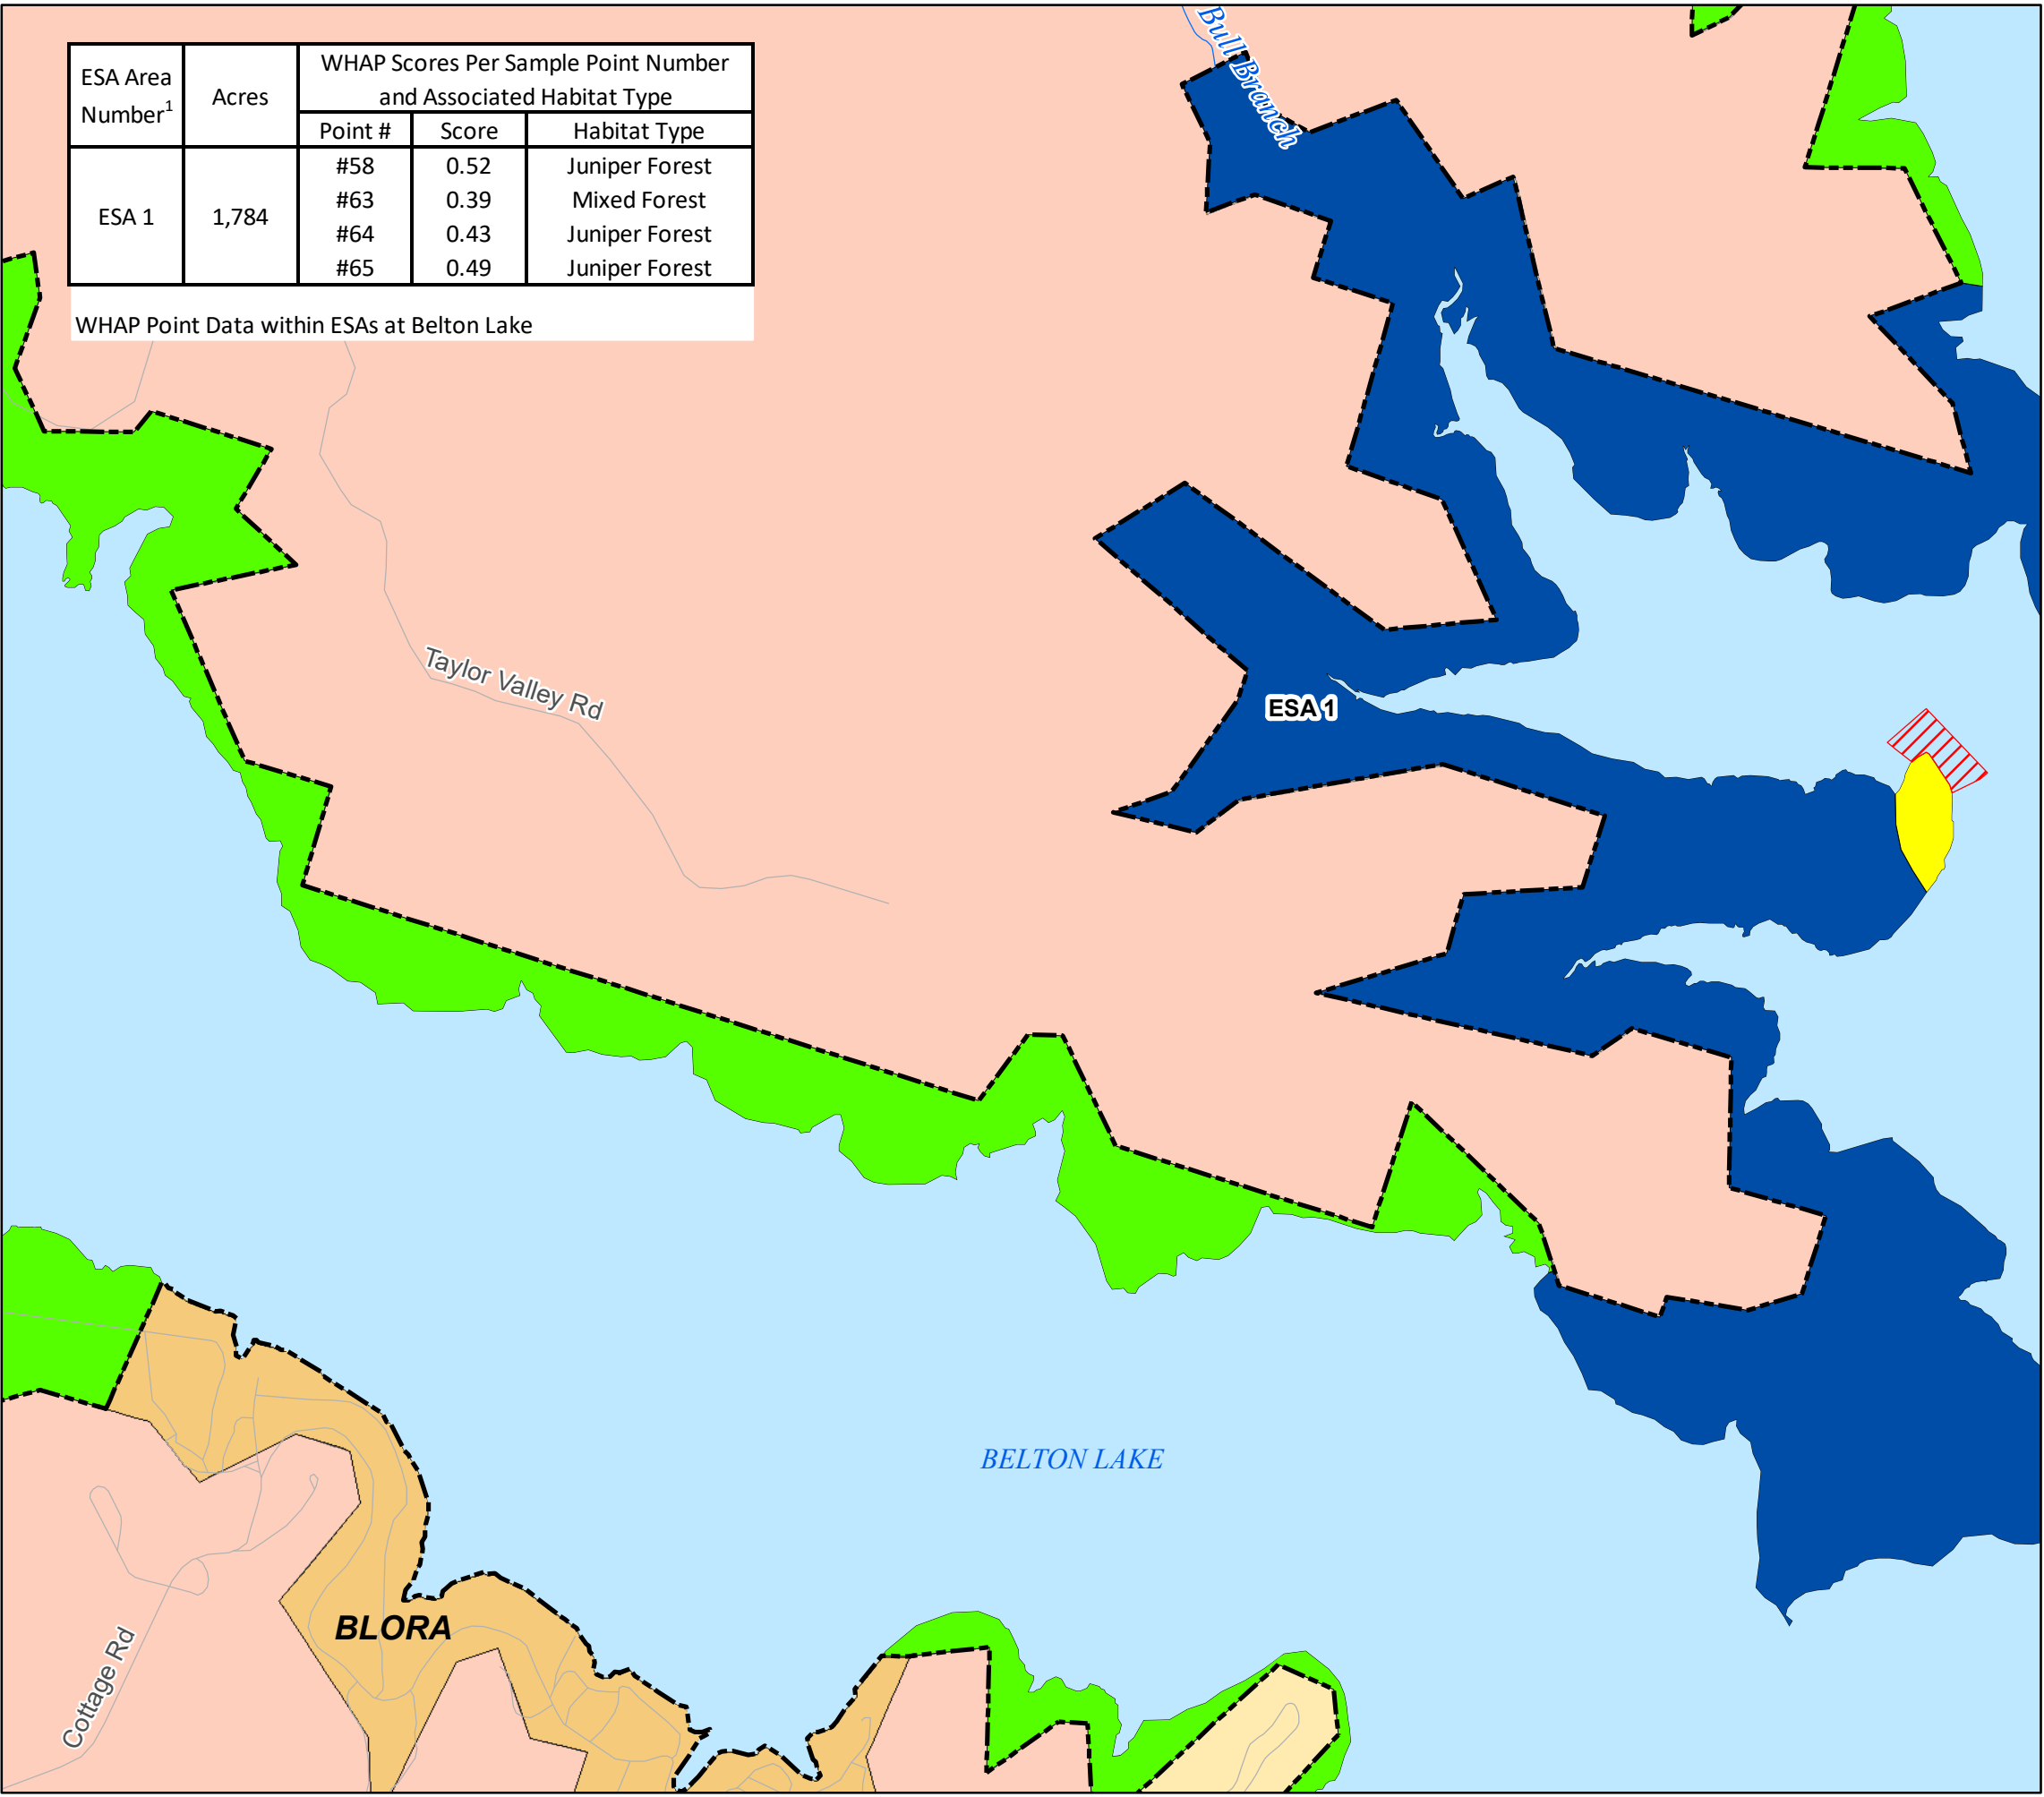 Bull Branch
ESA Area Number¹ | Acres | WHAP Scores Per Sample Point Number and Associated Habitat Type
Point # | Score | Habitat Type
ESA 1 | 1,784
#58 | 0.52 | Juniper Forest
#63 | 0.39 | Mixed Forest
#64 | 0.43 | Juniper Forest
#65 | 0.49 | Juniper Forest
WHAP Point Data within ESAs at Belton Lake
Taylor Valley Rd
ESA 1
BELTON LAKE
BLORA
Cottage Rd